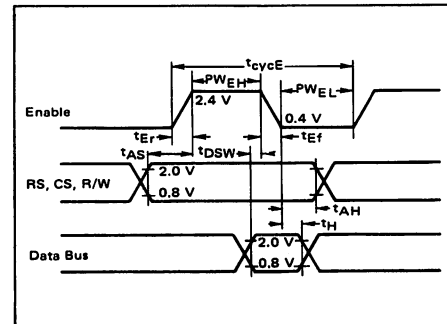 tcycE
PWEH
PWEL
Enable
2.4 V
0.4 V
tEr
tEf
tAS
tDSW
RS, CS, R/W
2.0 V
0.8 V
tAH
tH
Data Bus
2.0 V
0.8 V